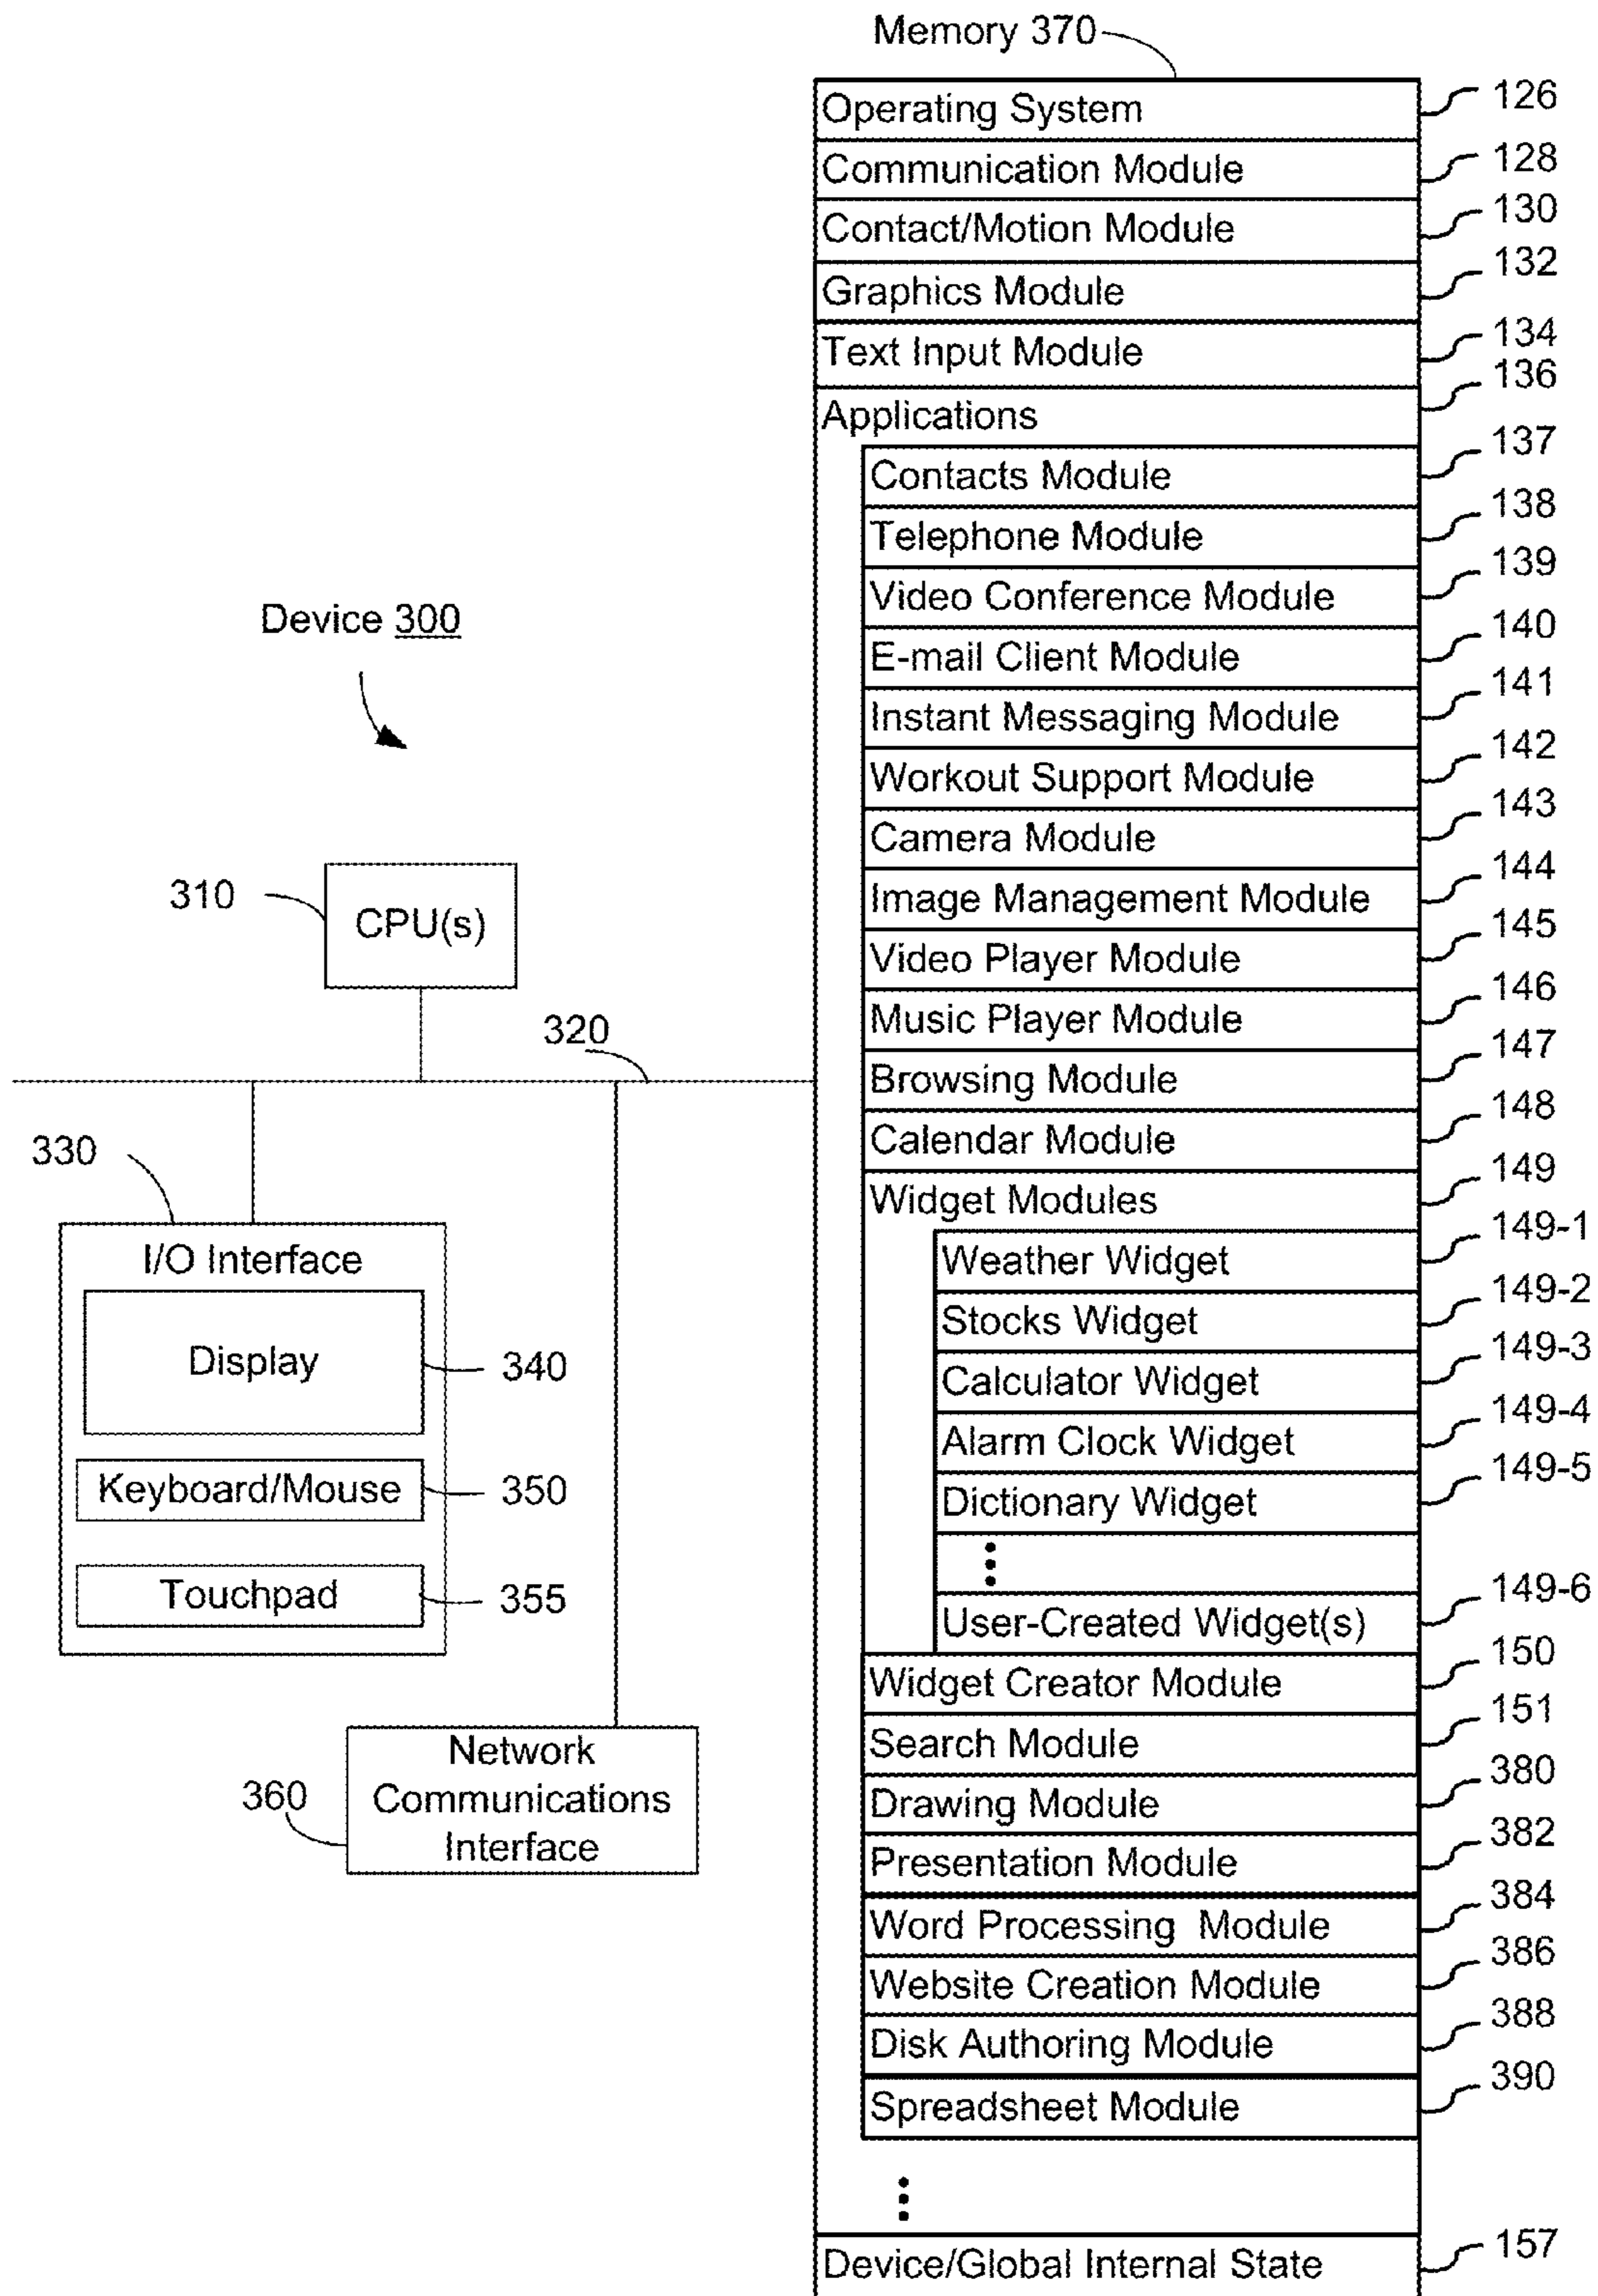 Memory 370
Operating System 126
Communication Module 128
Contact/Motion Module 130
Graphics Module 132
Text Input Module 134
Applications 136
Contacts Module 137
Telephone Module 138
Video Conference Module 139
E-mail Client Module 140
Instant Messaging Module 141
Workout Support Module 142
Camera Module 143
Image Management Module 144
Video Player Module 145
Music Player Module 146
Browsing Module 147
Calendar Module 148
Widget Modules 149
Weather Widget 149-1
Stocks Widget 149-2
Calculator Widget 149-3
Alarm Clock Widget 149-4
Dictionary Widget 149-5
User-Created Widget(s) 149-6
Widget Creator Module 150
Search Module 151
Drawing Module 380
Presentation Module 382
Word Processing Module 384
Website Creation Module 386
Disk Authoring Module 388
Spreadsheet Module 390
Device/Global Internal State 157
Device 300
310
CPU(s)
320
330
I/O Interface
Display 340
Keyboard/Mouse 350
Touchpad 355
360
Network
Communications
Interface